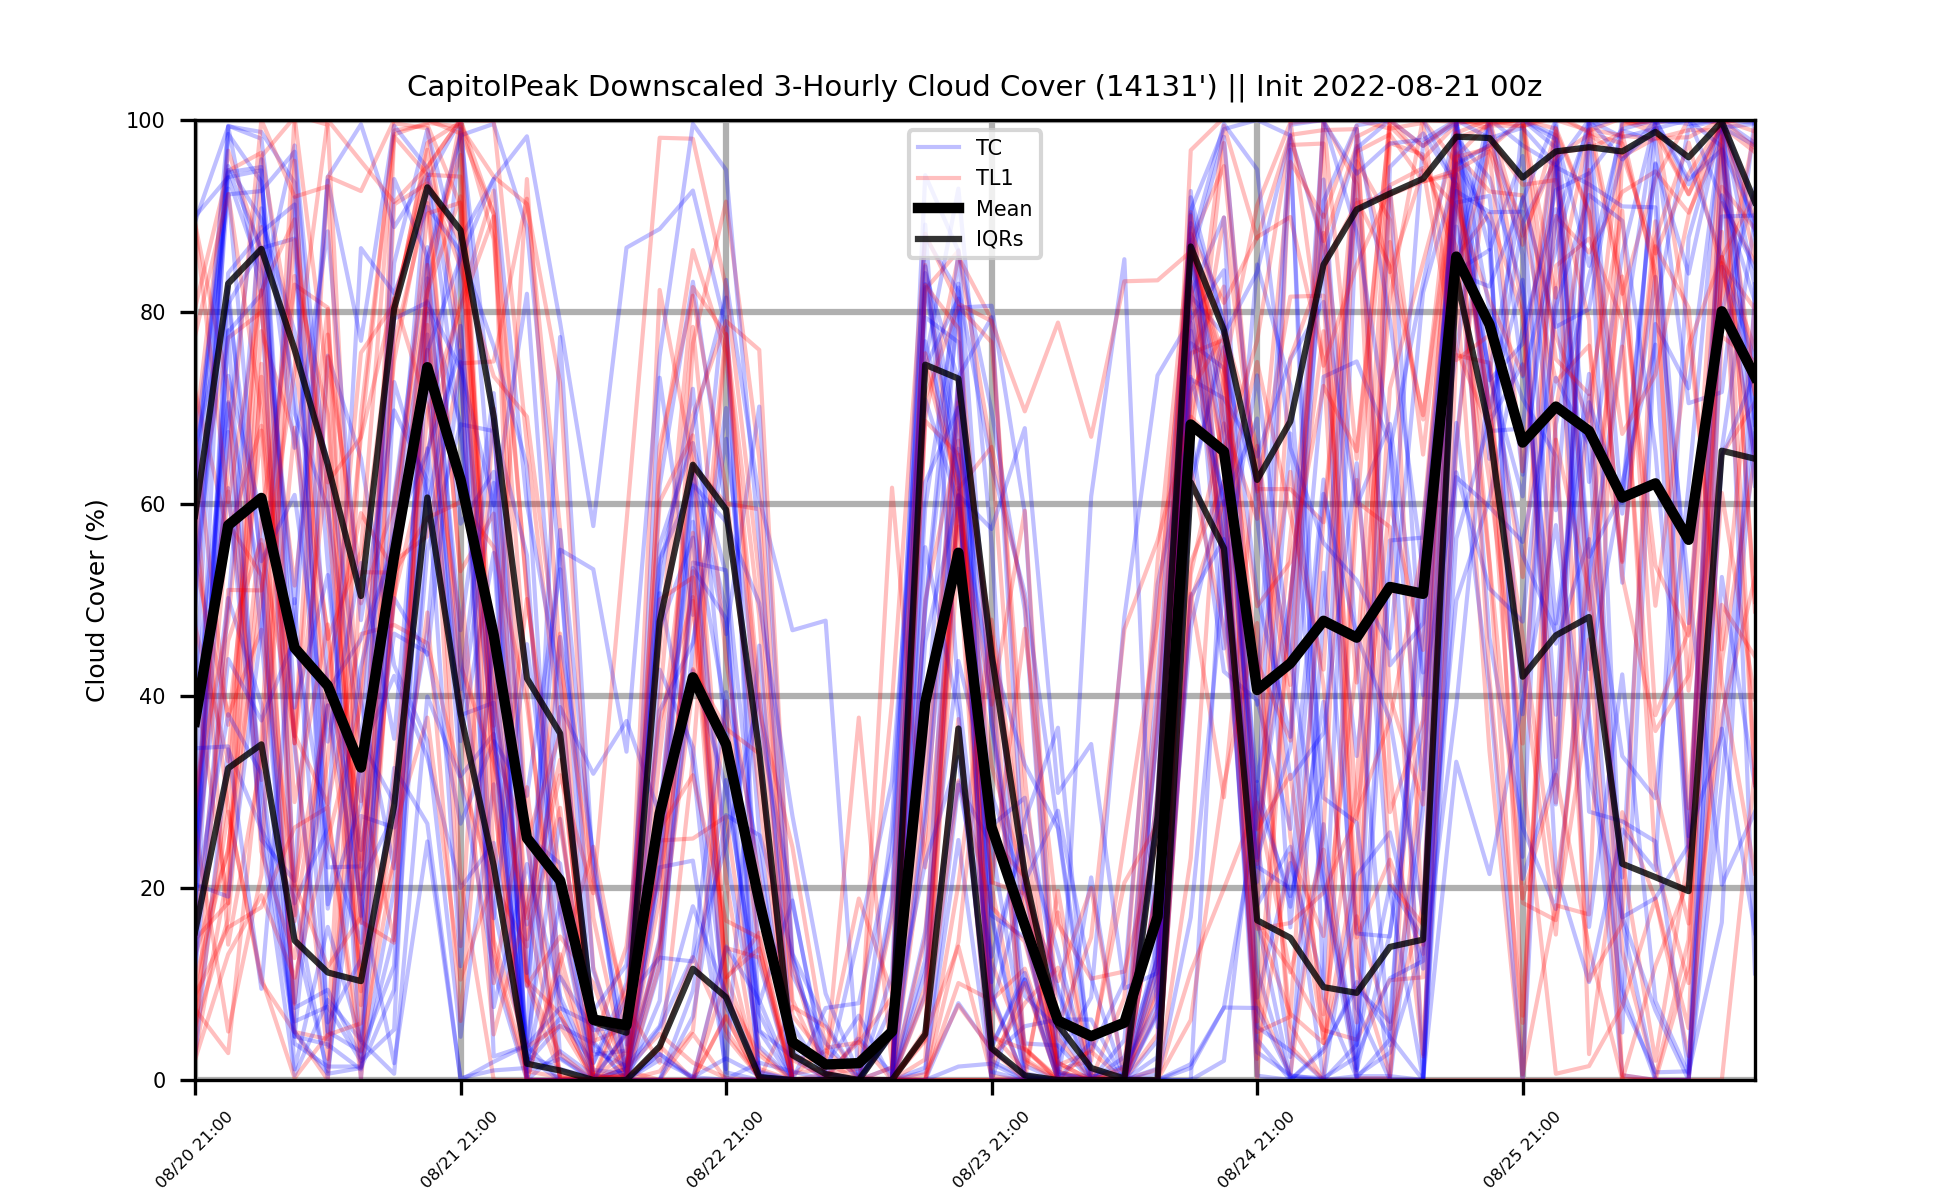 CapitolPeak Downscaled 3-Hourly Cloud Cover (14131') || Init 2022-08-21 00z
TC
TL1
Mean
IQRs
Cloud Cover (%)
100
80
60
40
20
0
08/20 21:00
08/21 21:00
08/22 21:00
08/23 21:00
08/24 21:00
08/25 21:00